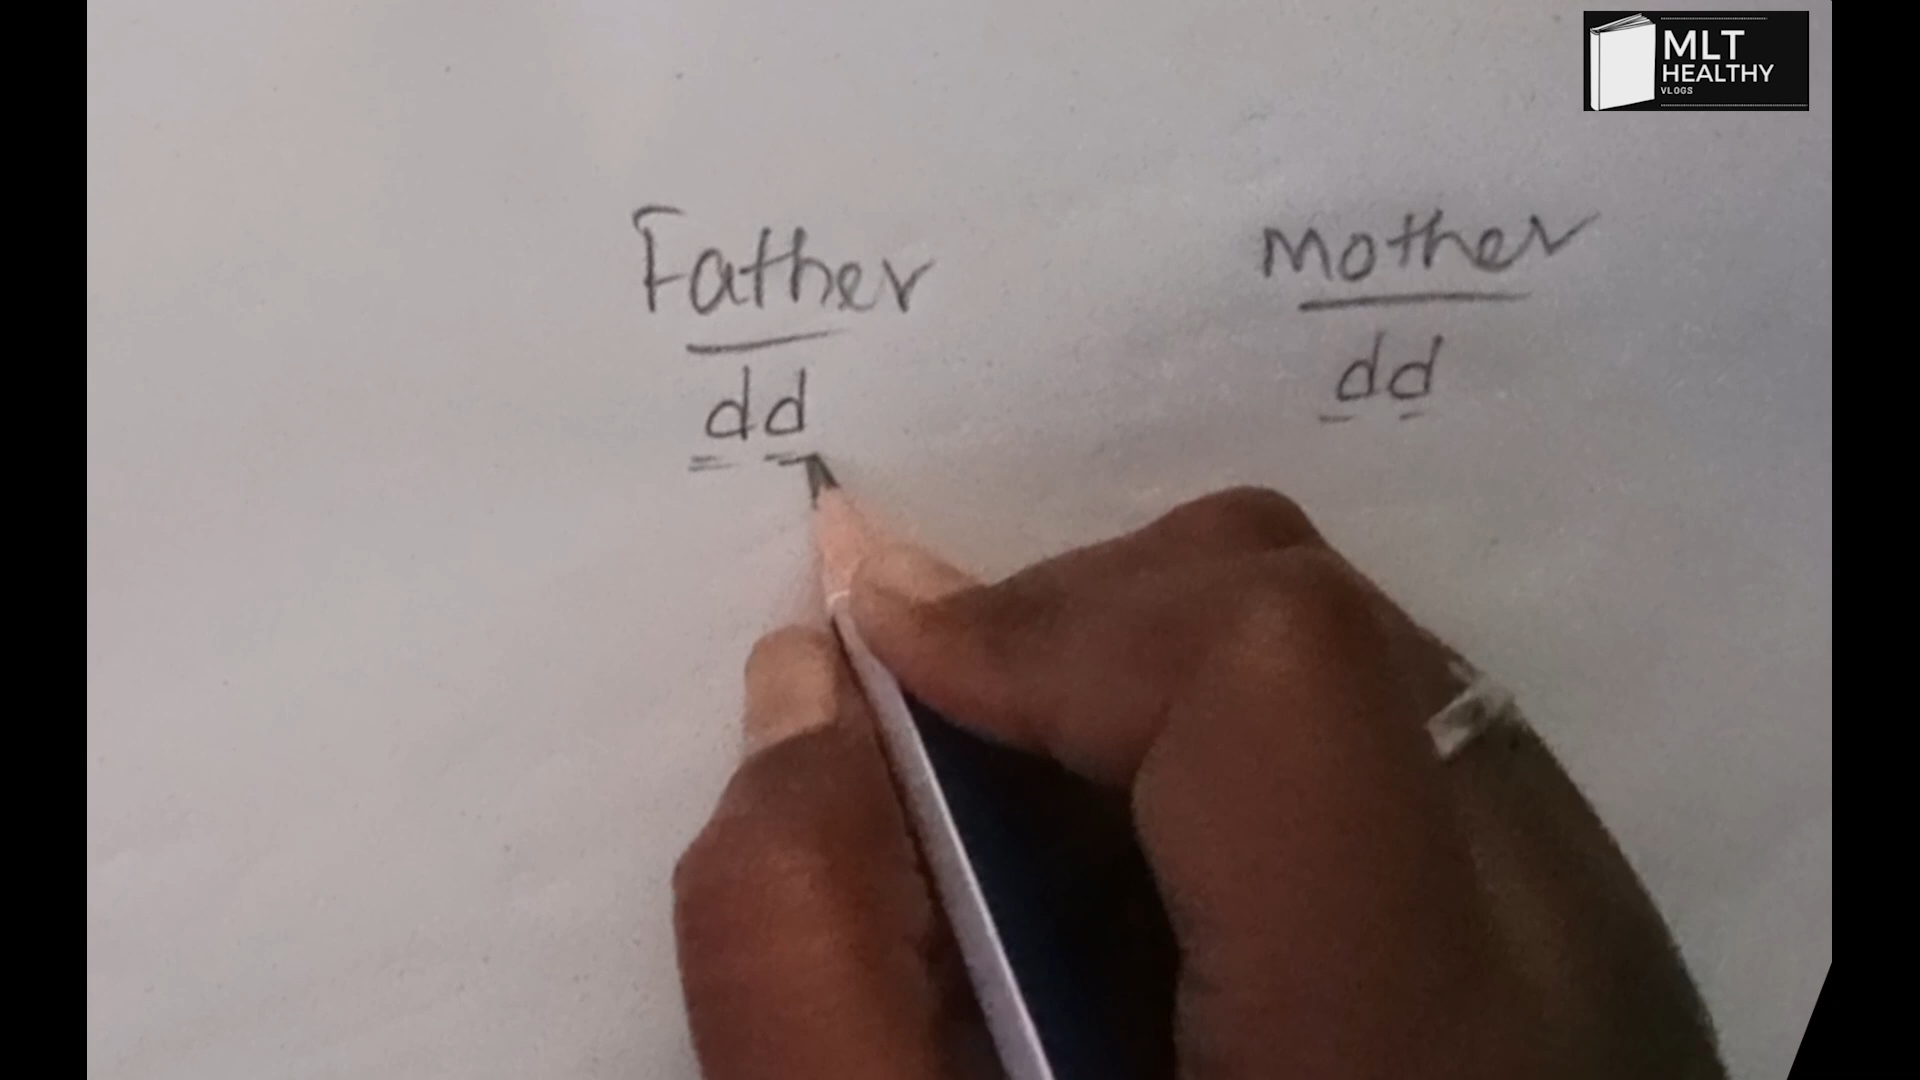 MLT
HEALTHY
VLOGS
Father
Mother
dd
dd